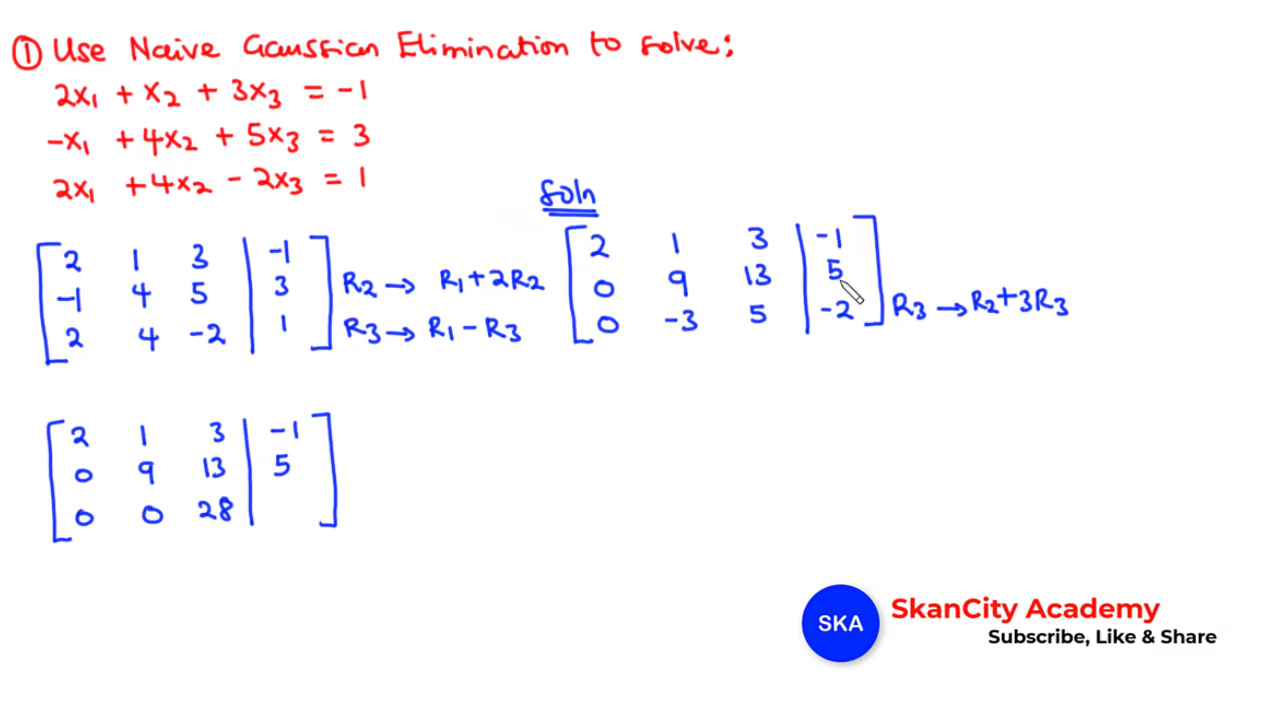 ① Use Naive Gaussian Elimination to solve:
2x₁ + x₂ + 3x₃ = -1
-x₁ + 4x₂ + 5x₃ = 3
2x₁ + 4x₂ - 2x₃ = 1
Soln
2 1 3 | -1
-1 4 5 | 3 R₂ → R₁ + 2R₂
2 4 -2 | 1 R₃ → R₁ - R₃
2 1 3 | -1
0 9 13 | 5
0 -3 5 | -2 R₃ → R₂ + 3R₃
2 1 3 | -1
0 9 13 | 5
0 0 28 |
SKA
SkanCity Academy
Subscribe, Like & Share